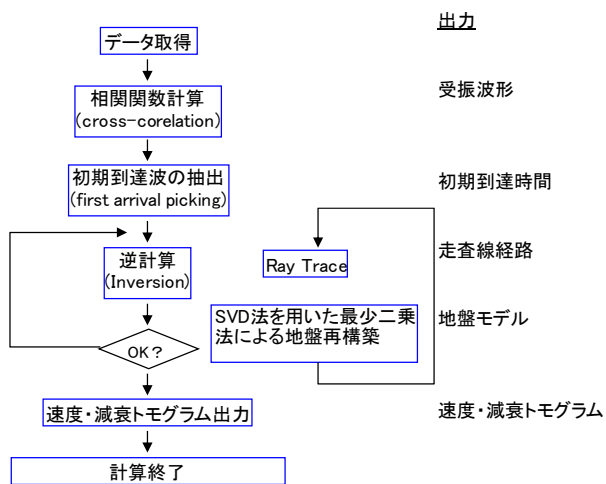 出力
データ取得
相関関数計算
(cross-corelation)
受振波形
初期到達波の抽出
(first arrival picking)
初期到達時間
逆計算
(Inversion)
Ray Trace
走査線経路
SVD法を用いた最少二乗
法による地盤再構築
地盤モデル
OK?
速度・減衰トモグラム出力
速度・減衰トモグラム
計算終了